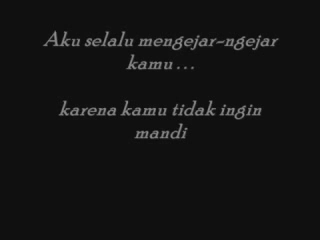 Aku selalu mengejar-ngejar
kamu ...
karena kamu tidak ingin
mandi